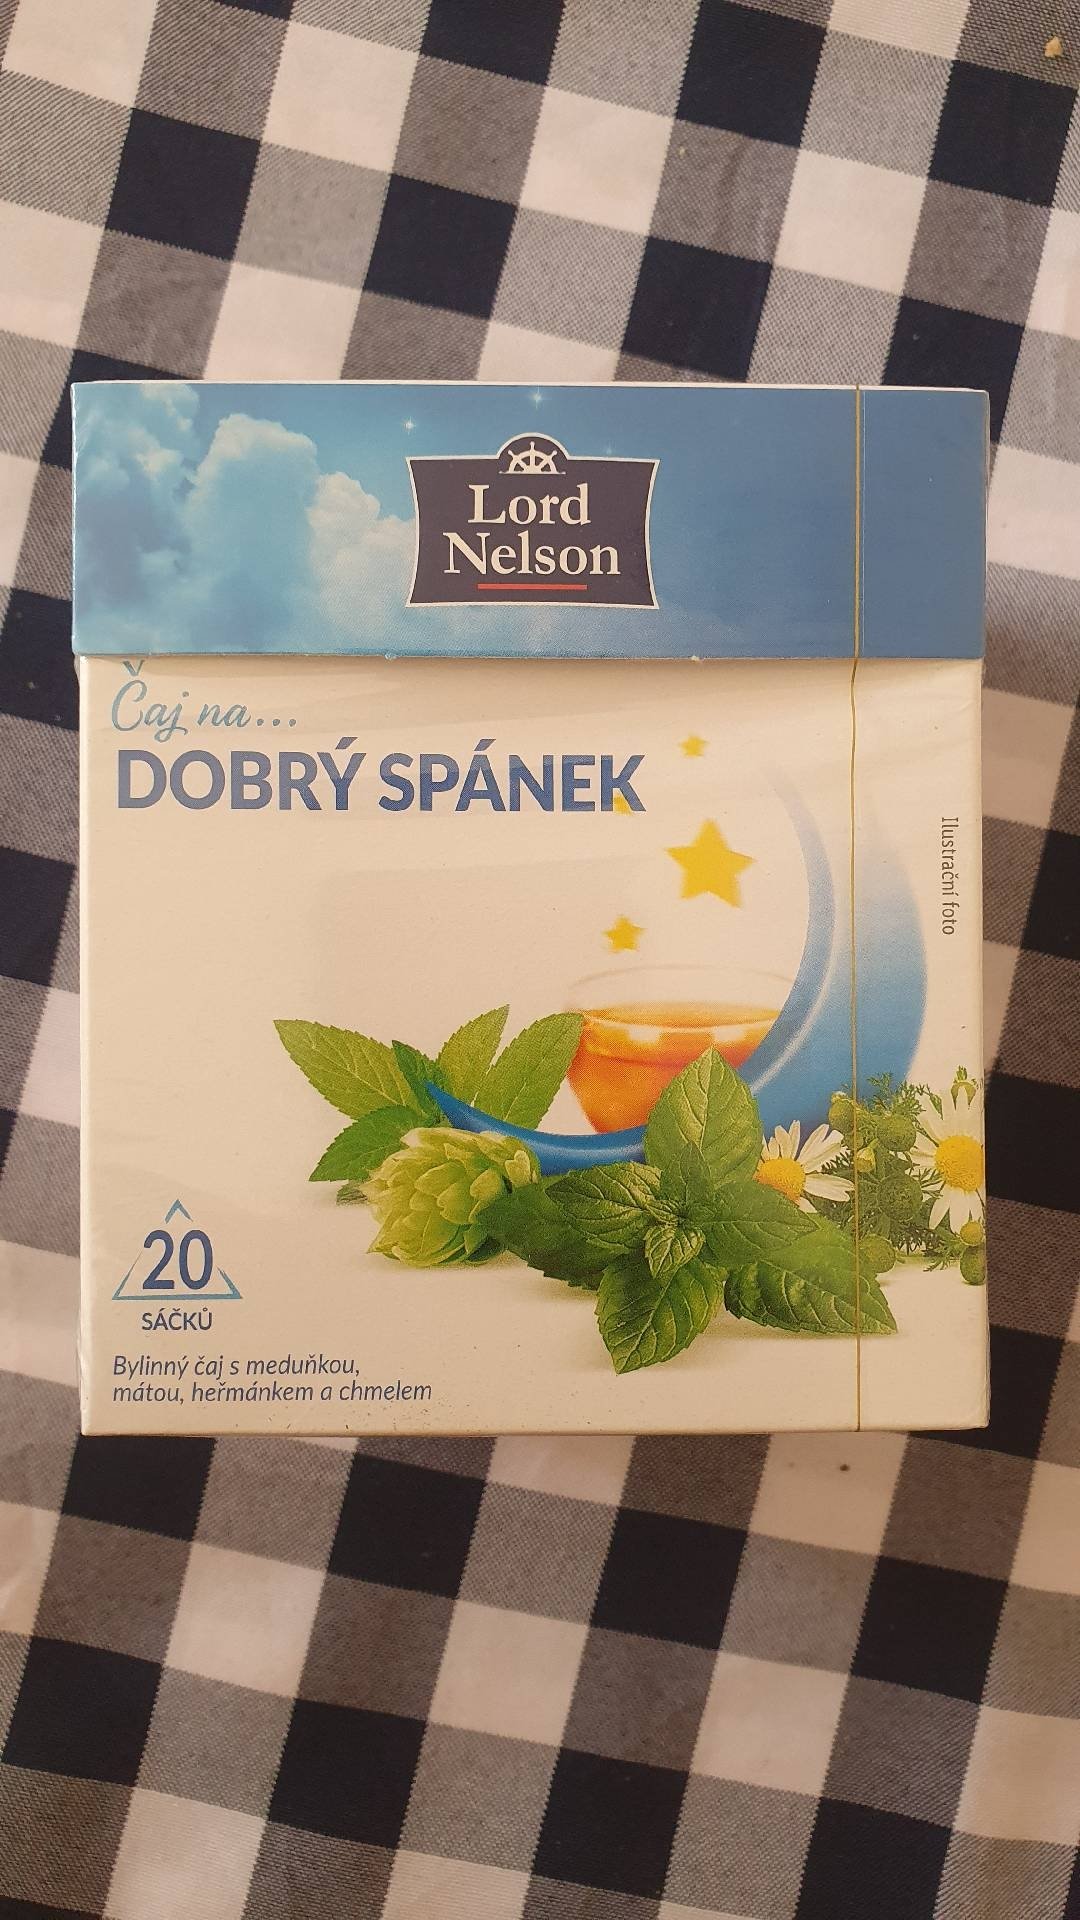 Lord
Nelson
Čaj na...
DOBRÝ SPÁNEK
Ilustrační foto
20
SÁČKŮ
Bylinný čaj s meduňkou,
mátou, heřmánkem a chmelem